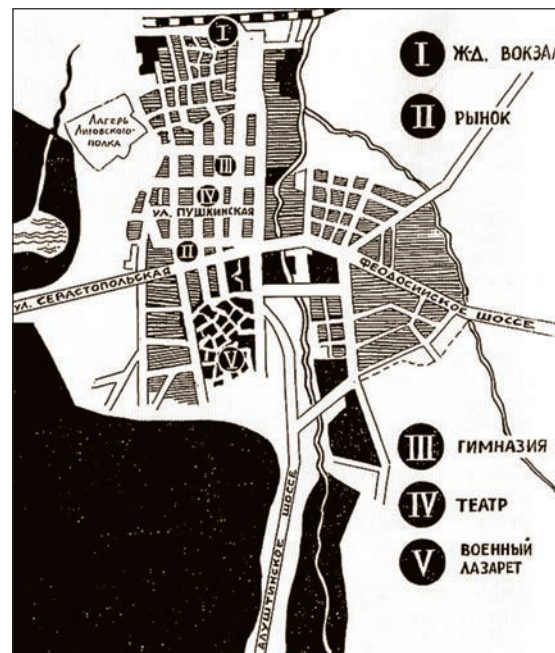 I
I Ж-Д. ВОКЗАЛ
II РЫНОК
ЛАГЕРЬ
ЛИТОВСКОГО
ПОЛКА
III
IV
УЛ. ПУШКИНСКАЯ
II
УЛ. СЕВАСТОПОЛЬСКАЯ
ФЕОДОСИЙСКОЕ ШОССЕ
V
АЛУШТИНСКОЕ ШОССЕ
III ГИМНАЗИЯ
IV ТЕАТР
V ВОЕННЫЙ
ЛАЗАРЕТ